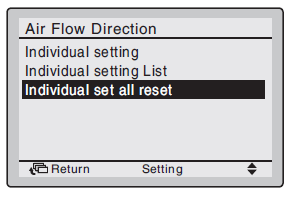 Air Flow Direction
Individual setting
Individual setting List
Individual set all reset
Return Setting